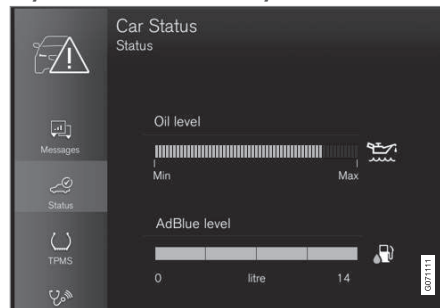 Car Status
Status
Messages
Status
TPMS
Oil level
Min Max
AdBlue level
0 litre 14
G071111